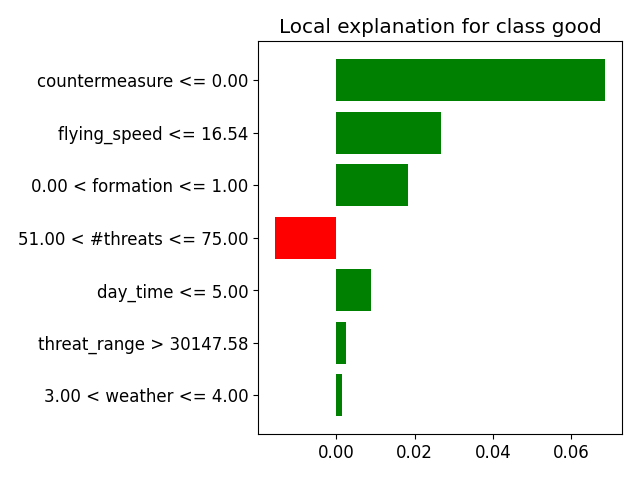 Local explanation for class good
countermeasure <= 0.00
flying_speed <= 16.54
0.00 < formation <= 1.00
51.00 < #threats <= 75.00
day_time <= 5.00
threat_range > 30147.58
3.00 < weather <= 4.00
0.00 0.02 0.04 0.06